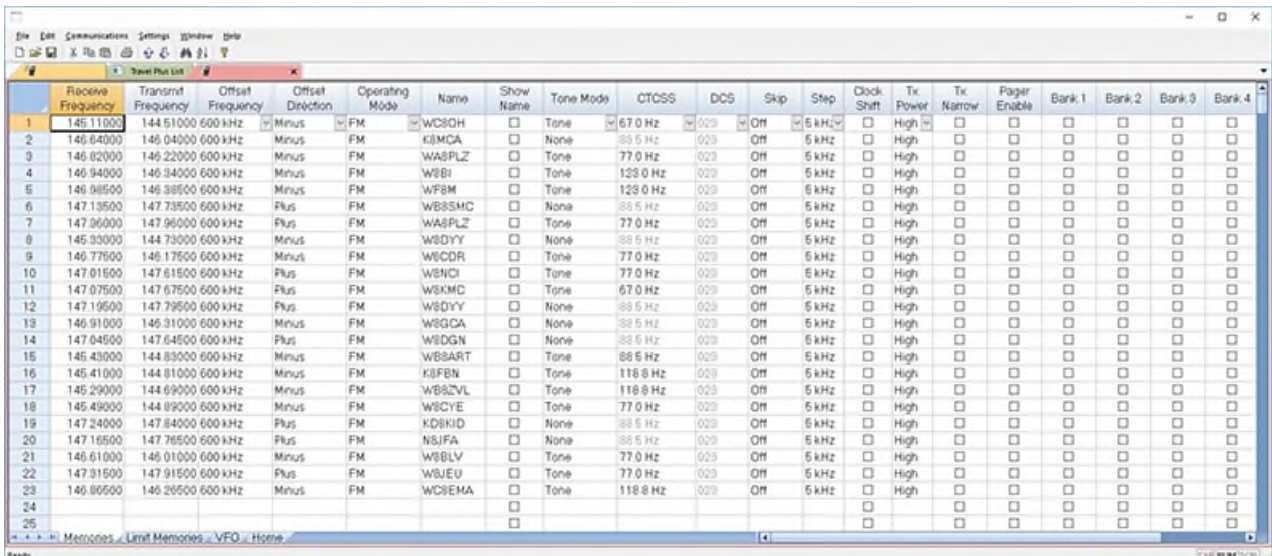 File Edit Communications Settings Window Help
Travel Plus List
Receive Frequency Transmit Frequency Offset Frequency Offset Direction Operating Mode Name Show Name Tone Mode CTCSS DCS Skip Step Clock Shift Tx Power Tx Narrow Pager Enable Bank 1 Bank 2 Bank 3 Bank 4
1 145.11000 144.51000 600 kHz Minus FM WC8OH Tone 67.0 Hz 023 Off 5 kHz High
2 146.64000 146.04000 600 kHz Minus FM K8MCA None 88.5 Hz 023 Off 5 kHz High
3 146.82000 146.22000 600 kHz Minus FM WA8PLZ Tone 77.0 Hz 023 Off 5 kHz High
4 146.94000 146.34000 600 kHz Minus FM W8BI Tone 123.0 Hz 023 Off 5 kHz High
5 146.98500 146.38500 600 kHz Minus FM WF8M Tone 123.0 Hz 023 Off 5 kHz High
6 147.13500 147.73500 600 kHz Plus FM WB8SMC None 88.5 Hz 023 Off 5 kHz High
7 147.36000 147.96000 600 kHz Plus FM WA8PLZ Tone 77.0 Hz 023 Off 5 kHz High
8 145.33000 144.73000 600 kHz Minus FM W8DYY None 88.5 Hz 023 Off 5 kHz High
9 146.77500 146.17500 600 kHz Minus FM W8CDR Tone 77.0 Hz 023 Off 5 kHz High
10 147.01500 147.61500 600 kHz Plus FM W8NCI Tone 77.0 Hz 023 Off 5 kHz High
11 147.07500 147.67500 600 kHz Plus FM W8KMC Tone 67.0 Hz 023 Off 5 kHz High
12 147.19500 147.79500 600 kHz Plus FM W8DYY None 88.5 Hz 023 Off 5 kHz High
13 146.91000 146.31000 600 kHz Minus FM W8GCA None 88.5 Hz 023 Off 5 kHz High
14 147.04500 147.64500 600 kHz Plus FM W8DGN None 88.5 Hz 023 Off 5 kHz High
15 145.43000 144.83000 600 kHz Minus FM WB8ART Tone 88.5 Hz 023 Off 5 kHz High
16 145.41000 144.81000 600 kHz Minus FM K8FBN Tone 118.8 Hz 023 Off 5 kHz High
17 145.29000 144.69000 600 kHz Minus FM WB8ZVL Tone 118.8 Hz 023 Off 5 kHz High
18 145.49000 144.89000 600 kHz Minus FM W8CYE Tone 77.0 Hz 023 Off 5 kHz High
19 147.24000 147.84000 600 kHz Plus FM KD8KID None 88.5 Hz 023 Off 5 kHz High
20 147.16500 147.76500 600 kHz Plus FM N8JFA None 88.5 Hz 023 Off 5 kHz High
21 146.61000 146.01000 600 kHz Minus FM W8BLV Tone 77.0 Hz 023 Off 5 kHz High
22 147.31500 147.91500 600 kHz Plus FM W8JEU Tone 77.0 Hz 023 Off 5 kHz High
23 146.86500 146.26500 600 kHz Minus FM WC8EMA Tone 118.8 Hz 023 Off 5 kHz High
24
25
Memories Limit Memories VFO Home
Ready NUM